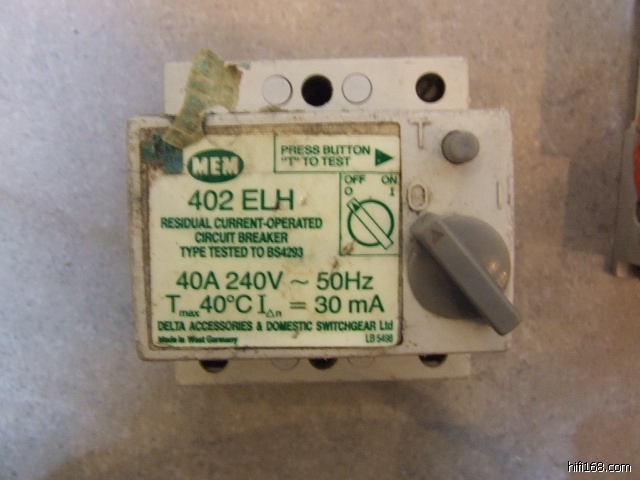 PRESS BUTTON
"T" TO TEST
T
MEM
402 ELH
OFF ON
O I
O I
RESIDUAL CURRENT-OPERATED
CIRCUIT BREAKER
TYPE TESTED TO BS4293
40A 240V ~ 50Hz
Tmax 40°C I△n = 30 mA
DELTA ACCESSORIES & DOMESTIC SWITCHGEAR Ltd
Made in West Germany
LB 5498
hifi168.com